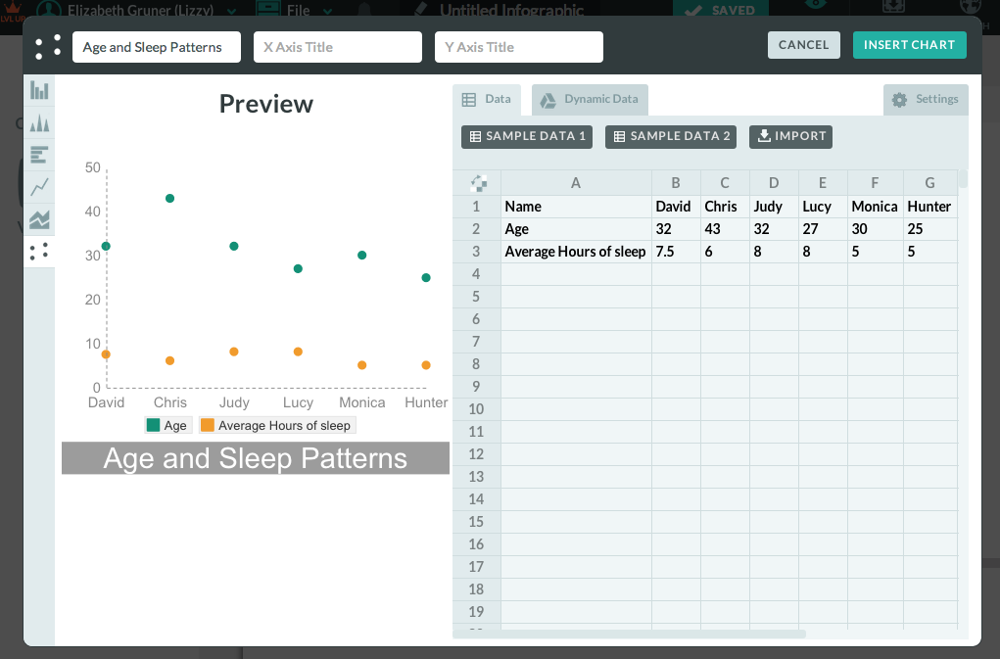 LVL UP
Elizabeth Gruner (Lizzy)
File
Untitled Infographic
SAVED
Age and Sleep Patterns
X Axis Title
Y Axis Title
CANCEL
INSERT CHART
Preview
Data
Dynamic Data
Settings
SAMPLE DATA 1
SAMPLE DATA 2
IMPORT
50
40
30
20
10
0
David Chris Judy Lucy Monica Hunter
Age
Average Hours of sleep
Age and Sleep Patterns
A B C D E F G
1 Name David Chris Judy Lucy Monica Hunter
2 Age 32 43 32 27 30 25
3 Average Hours of sleep 7.5 6 8 8 5 5
4
5
6
7
8
9
10
11
12
13
14
15
16
17
18
19